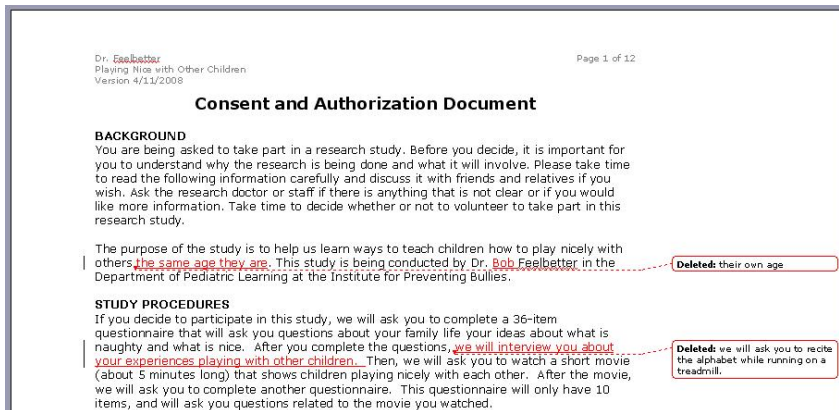 Dr. Feelbetter
Page 1 of 12
Playing Nice with Other Children
Version 4/11/2008
Consent and Authorization Document
BACKGROUND
You are being asked to take part in a research study. Before you decide, it is important for
you to understand why the research is being done and what it will involve. Please take time
to read the following information carefully and discuss it with friends and relatives if you
wish. Ask the research doctor or staff if there is anything that is not clear or if you would
like more information. Take time to decide whether or not to volunteer to take part in this
research study.
The purpose of the study is to help us learn ways to teach children how to play nicely with
others the same age they are. This study is being conducted by Dr. Bob Feelbetter in the
Department of Pediatric Learning at the Institute for Preventing Bullies.
Deleted: their own age
STUDY PROCEDURES
If you decide to participate in this study, we will ask you to complete a 36-item
questionnaire that will ask you questions about your family life your ideas about what is
naughty and what is nice. After you complete the questions, we will interview you about
your experiences playing with other children. Then, we will ask you to watch a short movie
(about 5 minutes long) that shows children playing nicely with each other. After the movie,
we will ask you to complete another questionnaire. This questionnaire will only have 10
items, and will ask you questions related to the movie you watched.
Deleted: we will ask you to recite
the alphabet while running on a
treadmill.